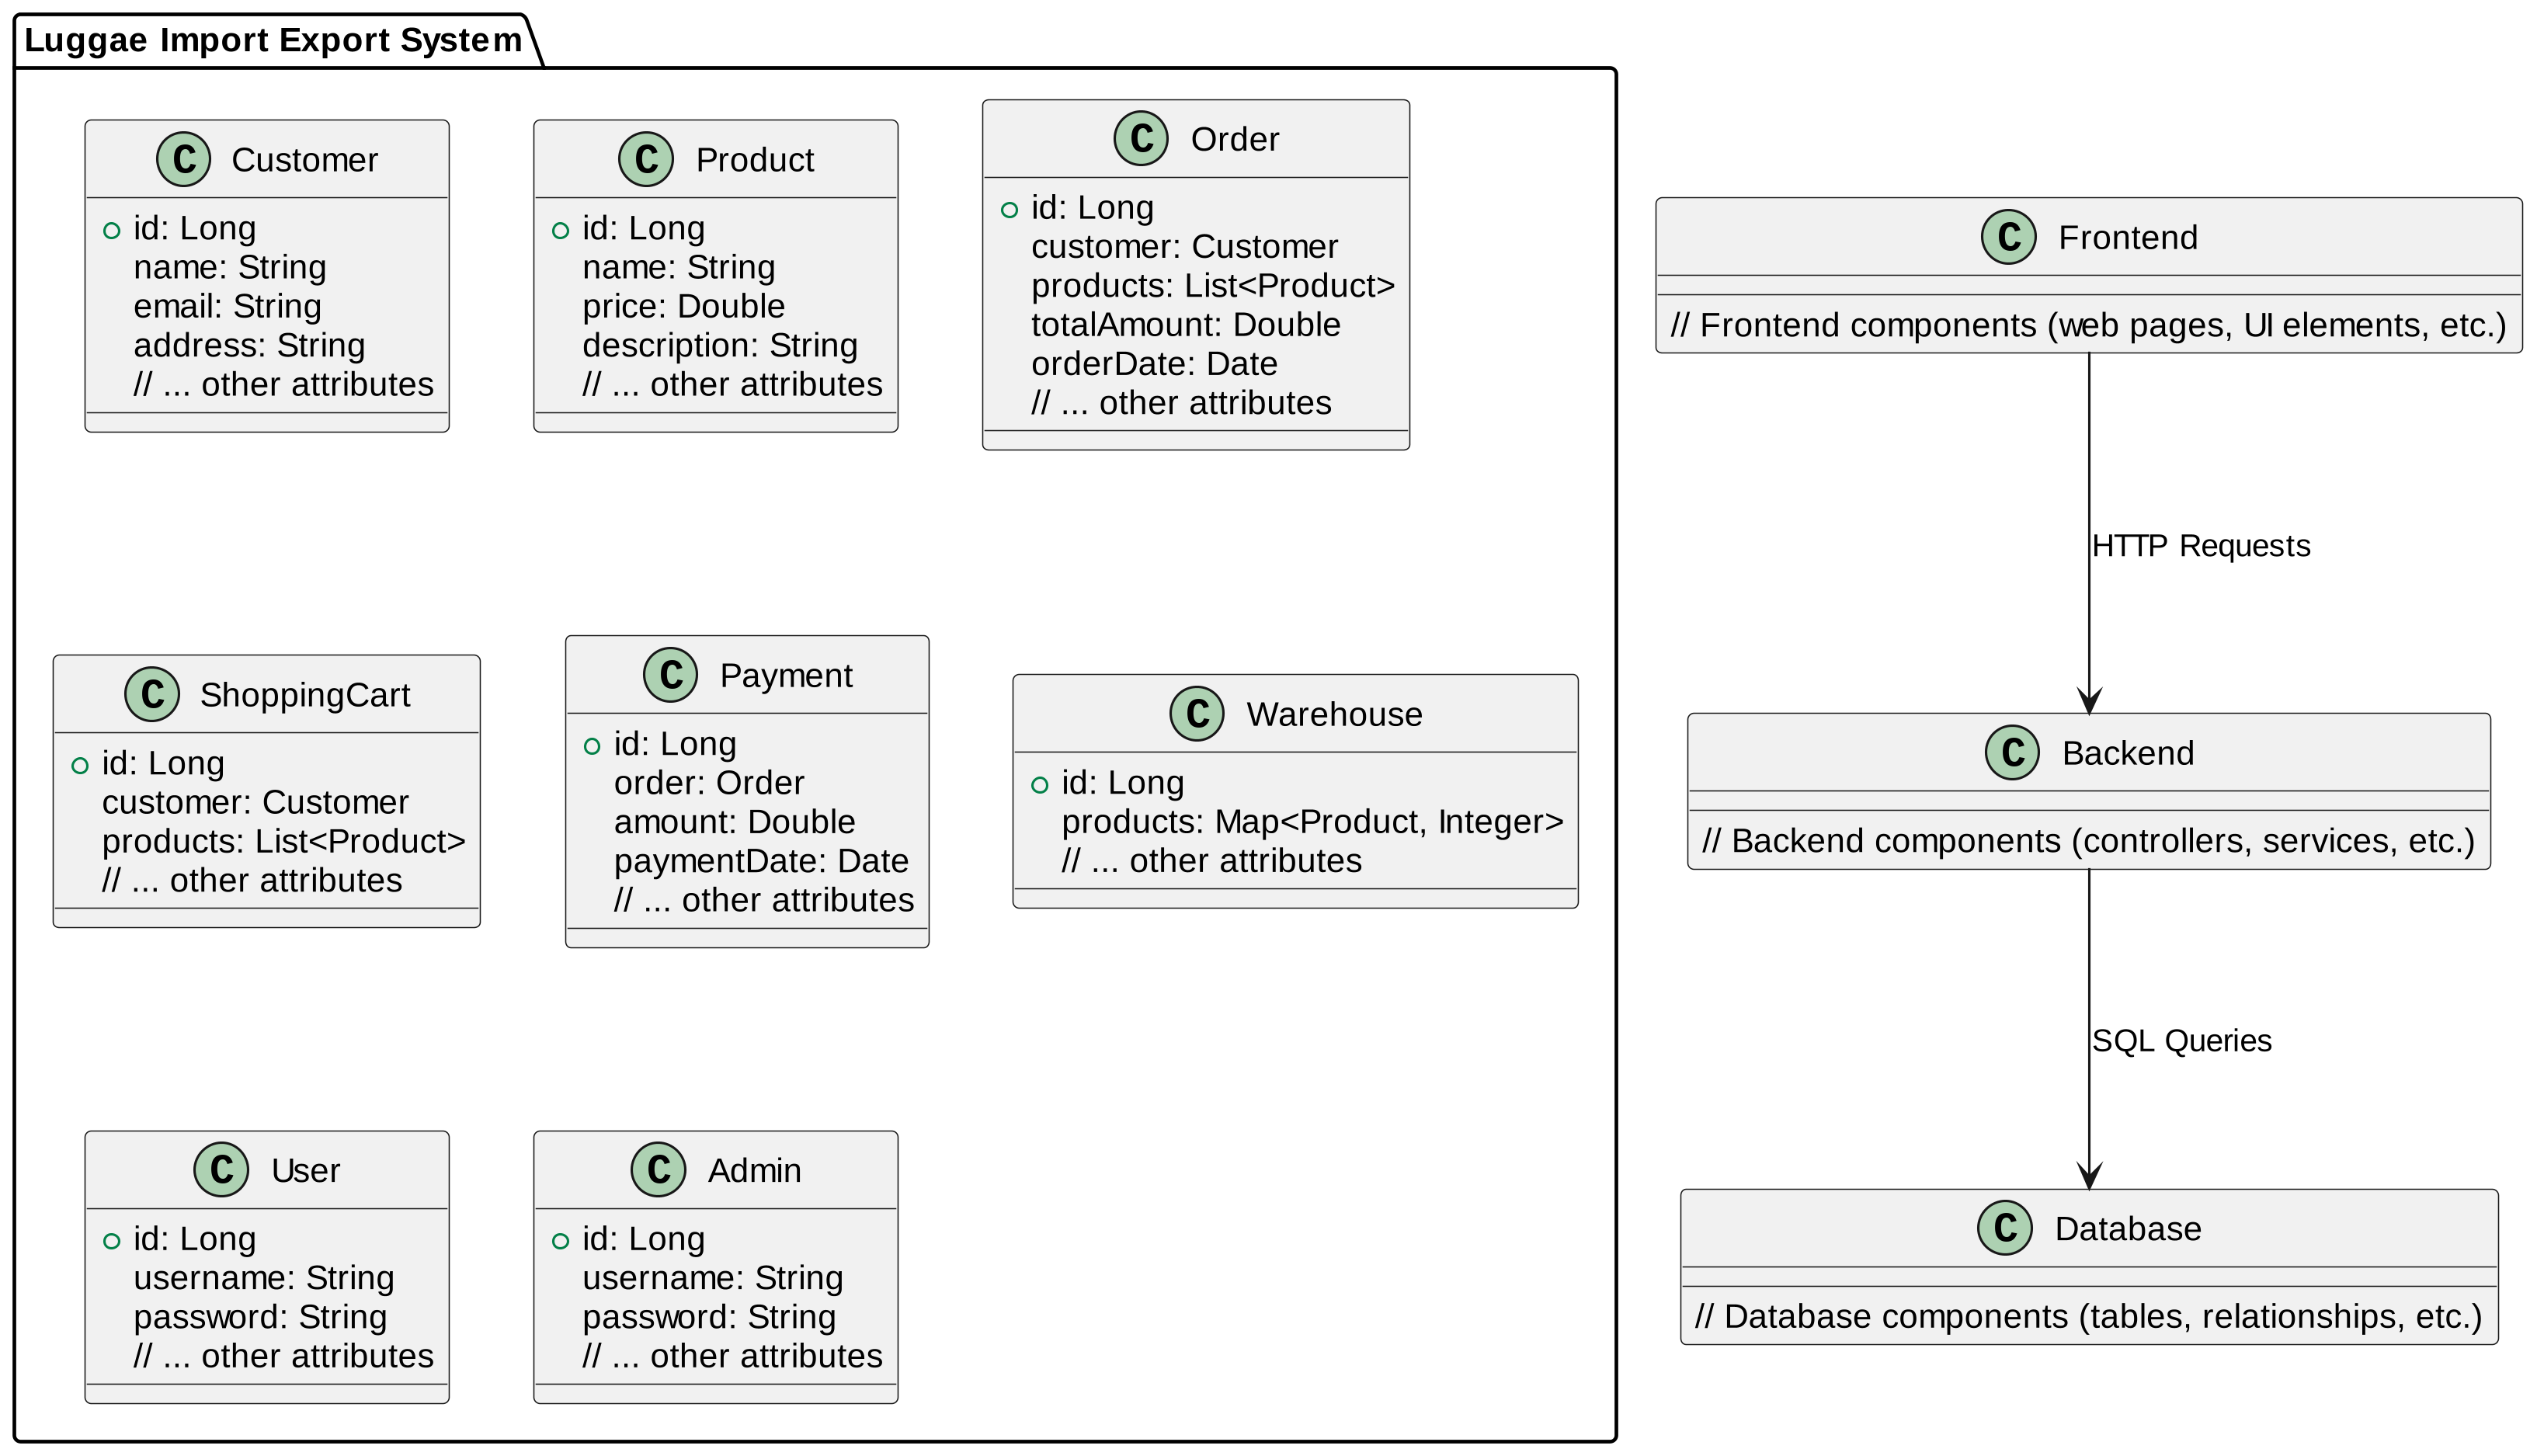 Luggae Import Export System
C Customer
id: Long
name: String
email: String
address: String
// ... other attributes
C Product
id: Long
name: String
price: Double
description: String
// ... other attributes
C Order
id: Long
customer: Customer
products: List<Product>
totalAmount: Double
orderDate: Date
// ... other attributes
C Frontend
// Frontend components (web pages, UI elements, etc.)
HTTP Requests
C ShoppingCart
id: Long
customer: Customer
products: List<Product>
// ... other attributes
C Payment
id: Long
order: Order
amount: Double
paymentDate: Date
// ... other attributes
C Warehouse
id: Long
products: Map<Product, Integer>
// ... other attributes
C Backend
// Backend components (controllers, services, etc.)
SQL Queries
C User
id: Long
username: String
password: String
// ... other attributes
C Admin
id: Long
username: String
password: String
// ... other attributes
C Database
// Database components (tables, relationships, etc.)